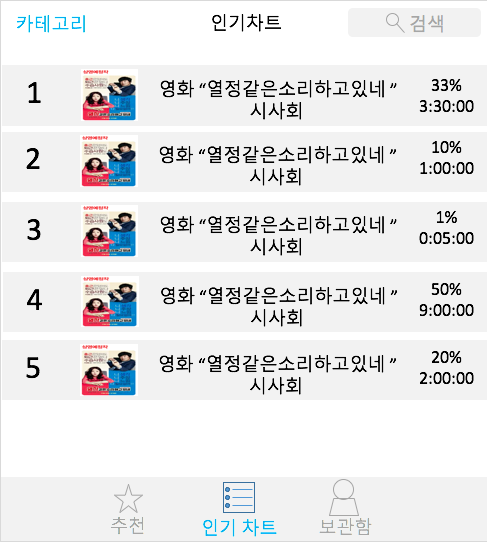 카테고리
인기차트
검색
1
영화 “열정같은소리하고있네”
시사회
33%
3:30:00
2
영화 “열정같은소리하고있네”
시사회
10%
1:00:00
3
영화 “열정같은소리하고있네”
시사회
1%
0:05:00
4
영화 “열정같은소리하고있네”
시사회
50%
9:00:00
5
영화 “열정같은소리하고있네”
시사회
20%
2:00:00
추천
인기 차트
보관함